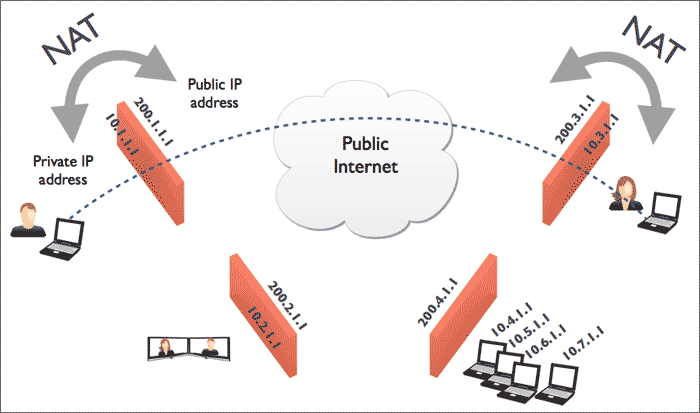 NAT
NAT
Public IP
address
200.1.1.1
10.1.1.1
Private IP
address
Public
Internet
200.3.1.1
10.3.1.1
200.2.1.1
10.2.1.1
200.4.1.1
10.4.1.1
10.5.1.1
10.6.1.1
10.7.1.1